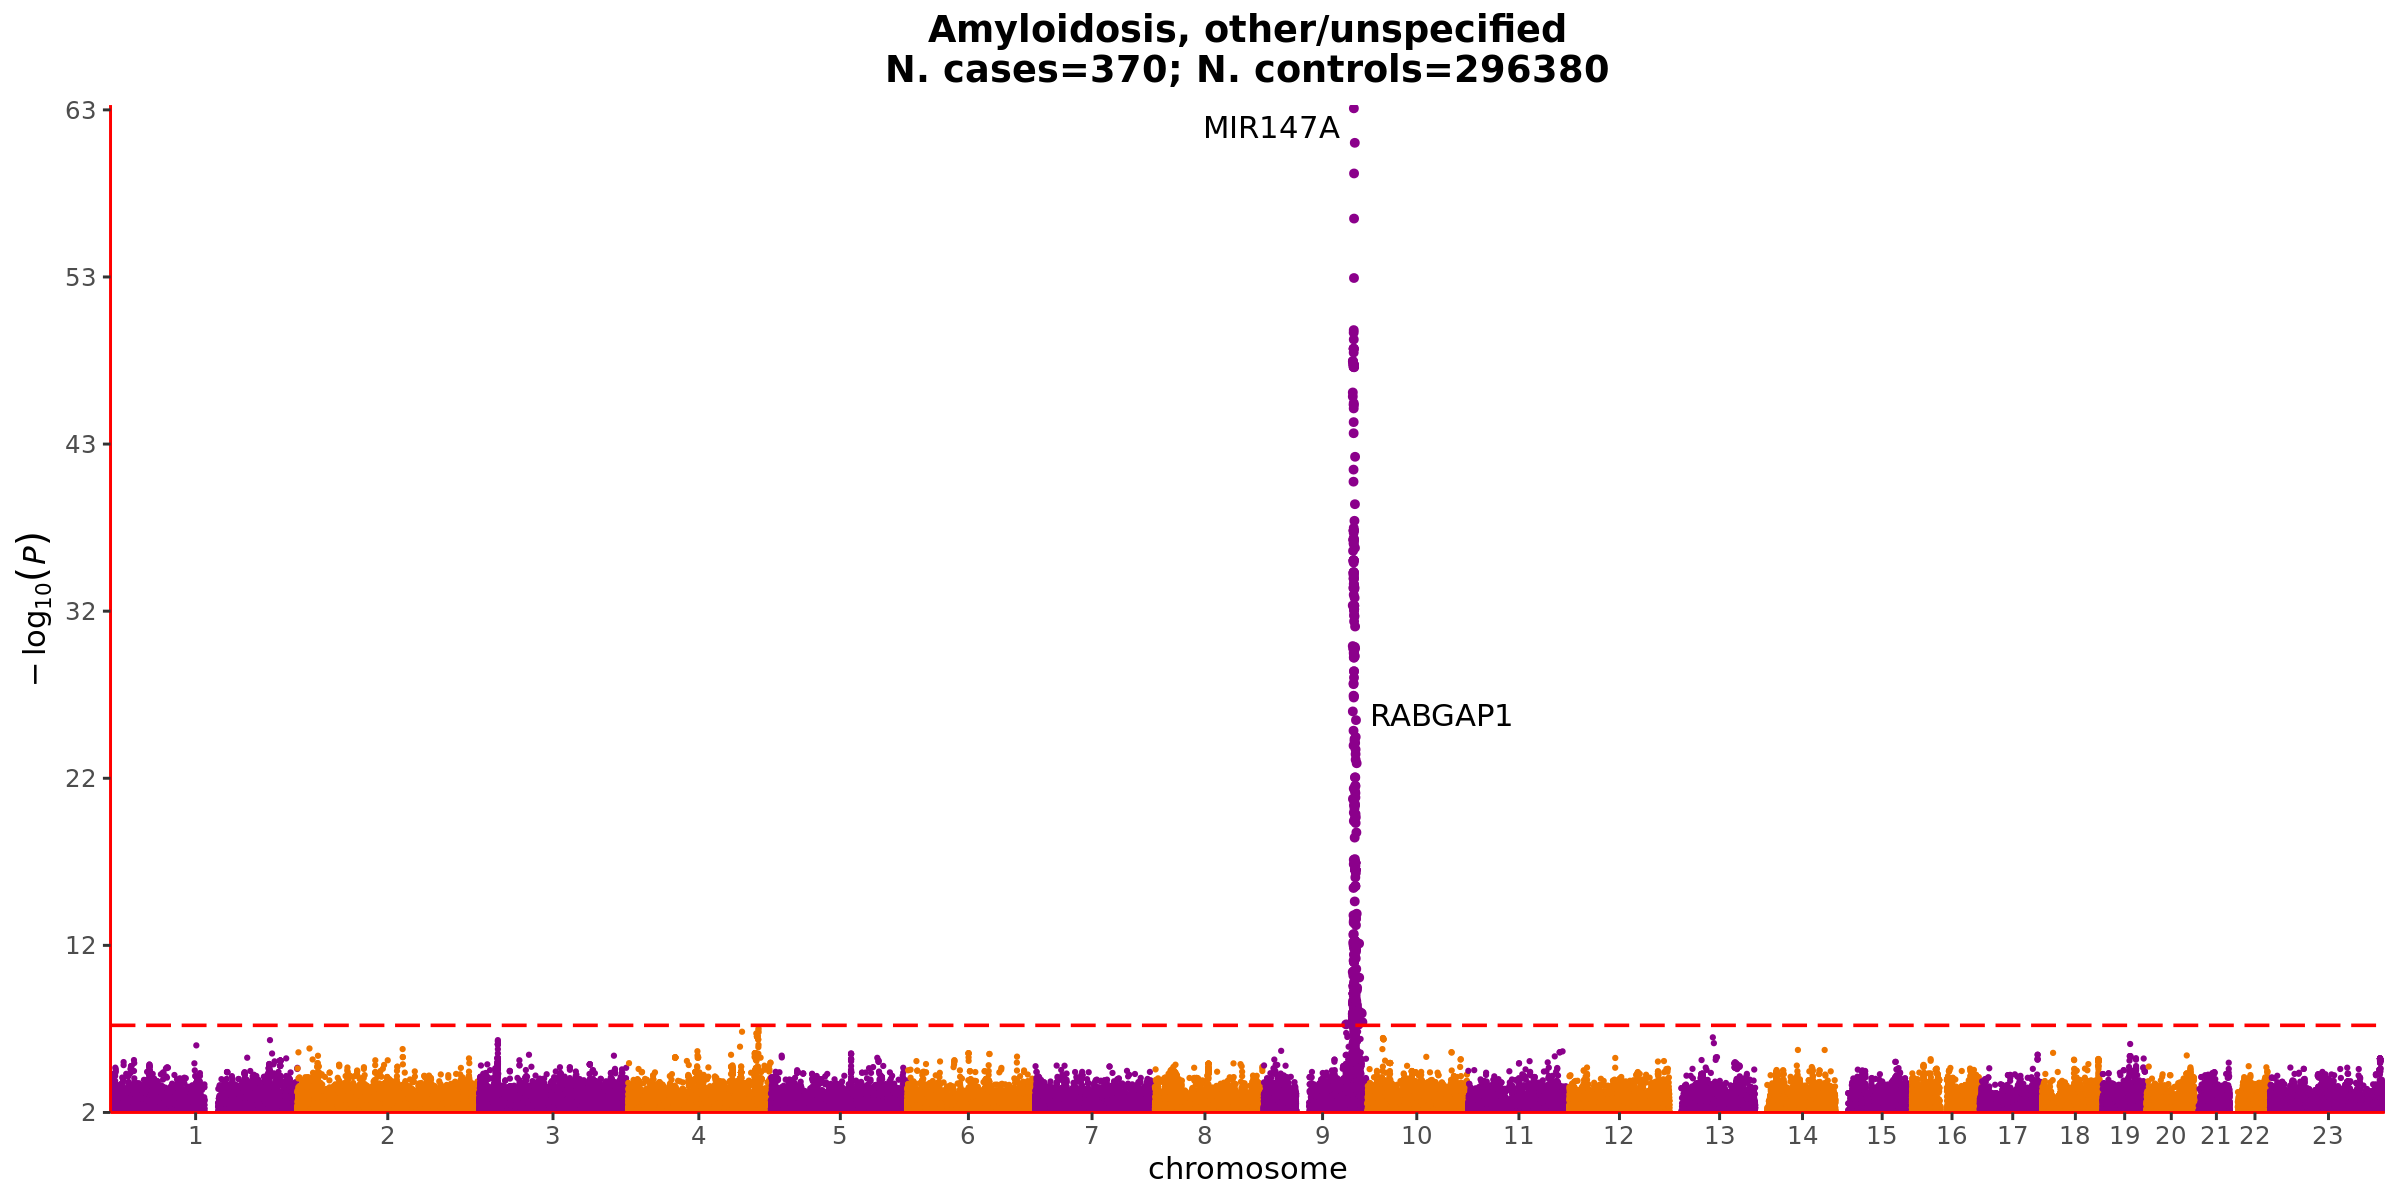 Amyloidosis, other/unspecified
N. cases=370; N. controls=296380
63
MIR147A
53
43
− log10(P)
32
RABGAP1
22
12
2
1 2 3 4 5 6 7 8 9 10 11 12 13 14 15 16 17 18 19 20 21 22 23
chromosome